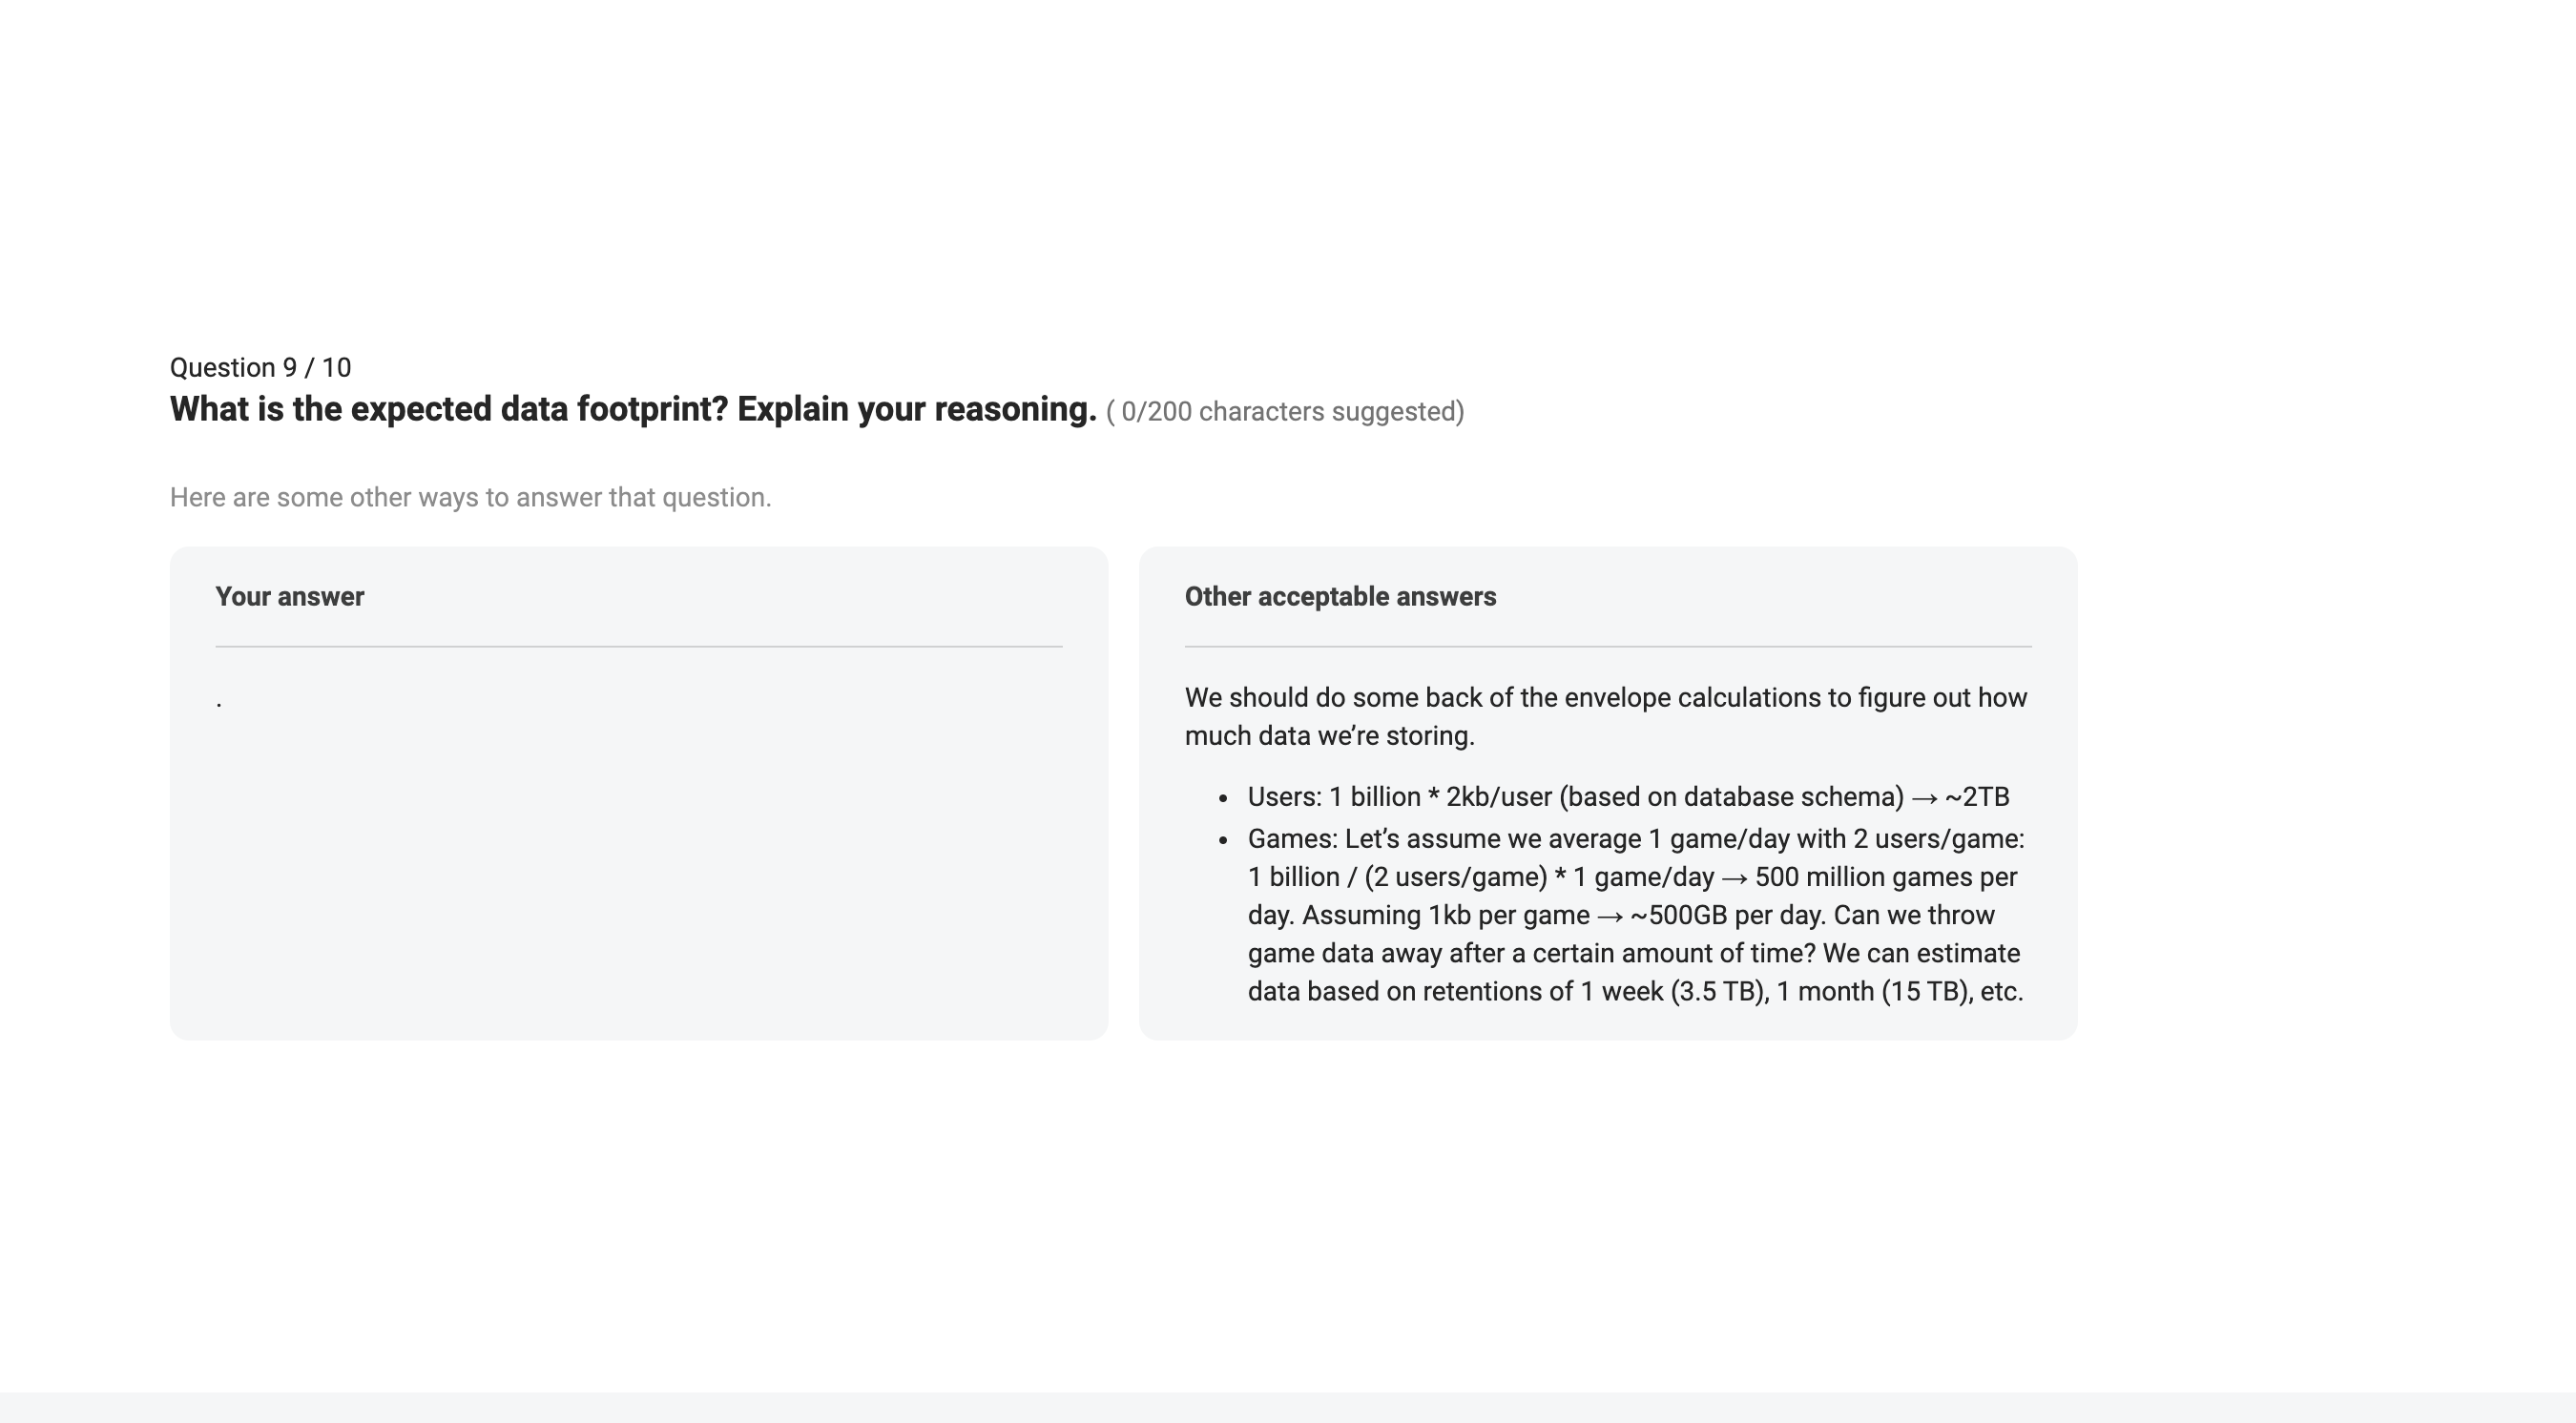 Question 9 / 10
What is the expected data footprint? Explain your reasoning. ( 0/200 characters suggested)
Here are some other ways to answer that question.
Your answer
.
Other acceptable answers
We should do some back of the envelope calculations to figure out how
much data we’re storing.
• Users: 1 billion * 2kb/user (based on database schema) → ~2TB
• Games: Let’s assume we average 1 game/day with 2 users/game:
1 billion / (2 users/game) * 1 game/day → 500 million games per
day. Assuming 1kb per game → ~500GB per day. Can we throw
game data away after a certain amount of time? We can estimate
data based on retentions of 1 week (3.5 TB), 1 month (15 TB), etc.